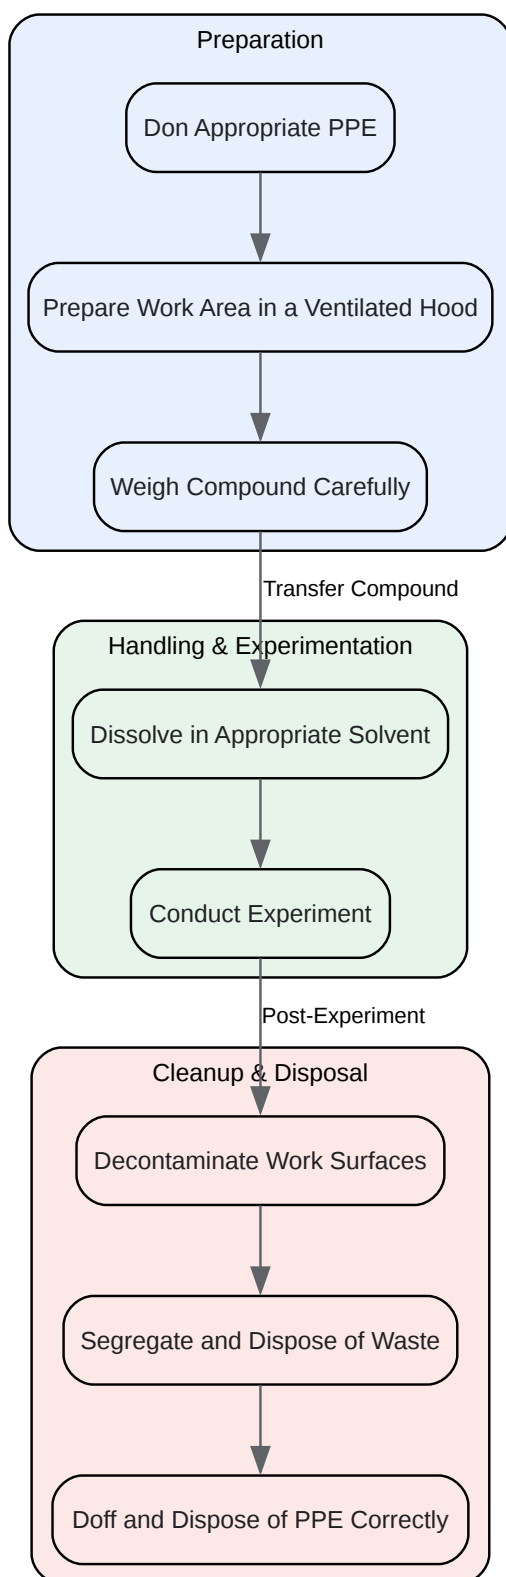 Preparation
Don Appropriate PPE
Prepare Work Area in a Ventilated Hood
Weigh Compound Carefully
Transfer Compound
Handling & Experimentation
Dissolve in Appropriate Solvent
Conduct Experiment
Post-Experiment
Cleanup & Disposal
Decontaminate Work Surfaces
Segregate and Dispose of Waste
Doff and Dispose of PPE Correctly